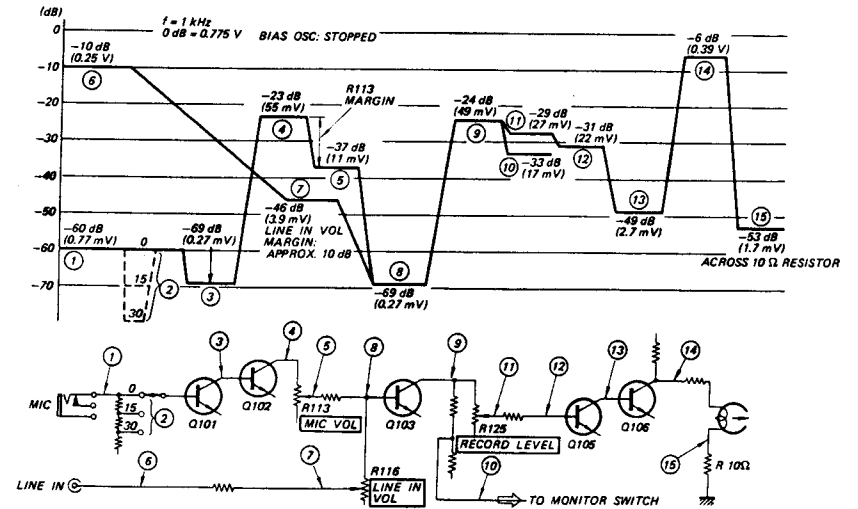 (dB)
f = 1 kHz
0 dB = 0.775 V BIAS OSC: STOPPED
0
-10
-20
-30
-40
-50
-60
-70
-10 dB
(0.25 V)
6
-23 dB
(55 mV)
4
R113
MARGIN
-37 dB
(11 mV)
5
7
-46 dB
(3.9 mV)
LINE IN VOL
MARGIN:
APPROX. 10 dB
-60 dB
(0.77 mV)
1
0
15
30
2
-69 dB
(0.27 mV)
3
8
-69 dB
(0.27 mV)
-24 dB
(49 mV)
9
11
-29 dB
(27 mV)
10
-33 dB
(17 mV)
-31 dB
(22 mV)
12
13
-49 dB
(2.7 mV)
-6 dB
(0.39 V)
14
15
-53 dB
(1.7 mV)
ACROSS 10 Ω RESISTOR
1
MIC
0
15
30
2
3
Q101
Q102
4
5
R113
MIC VOL
8
Q103
9
11
R125
RECORD LEVEL
12
Q105
13
Q106
14
15
R 10Ω
LINE IN
6
7
R116
LINE IN
VOL
10
TO MONITOR SWITCH